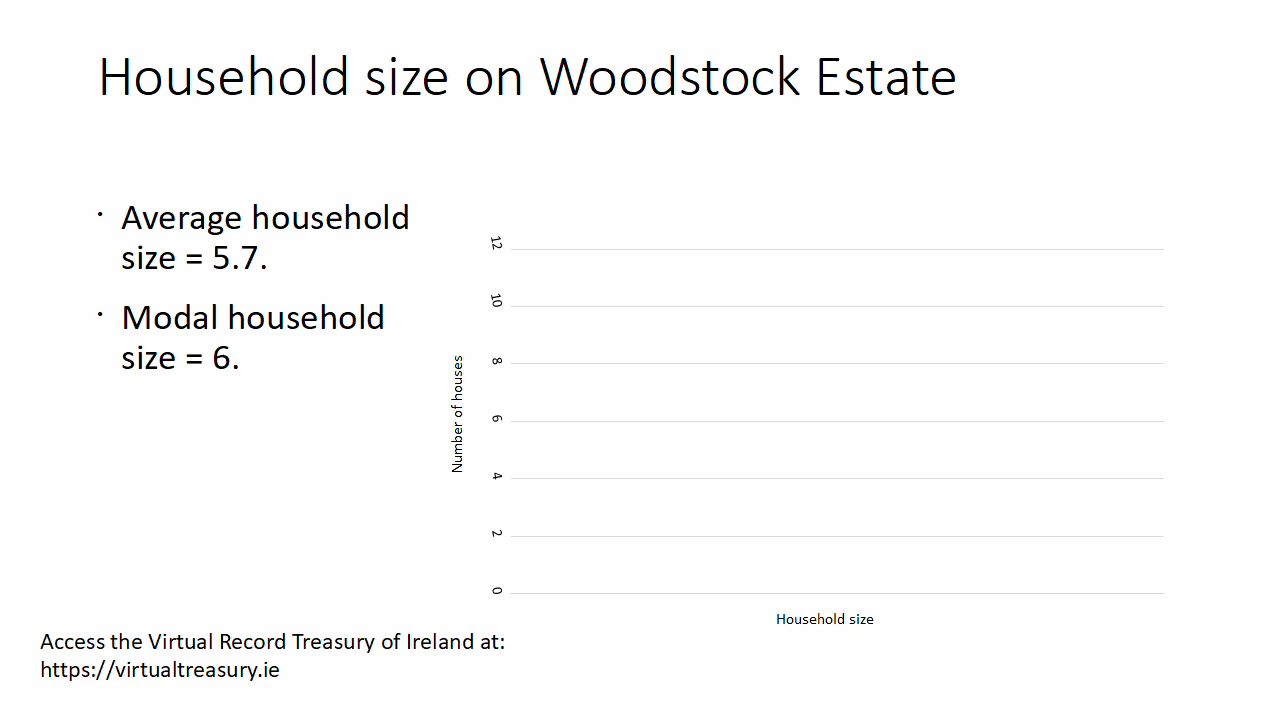 Household size on Woodstock Estate
· Average household
size = 5.7.
· Modal household
size = 6.
12
10
8
6
4
2
0
Number of houses
Household size
Access the Virtual Record Treasury of Ireland at:
https://virtualtreasury.ie